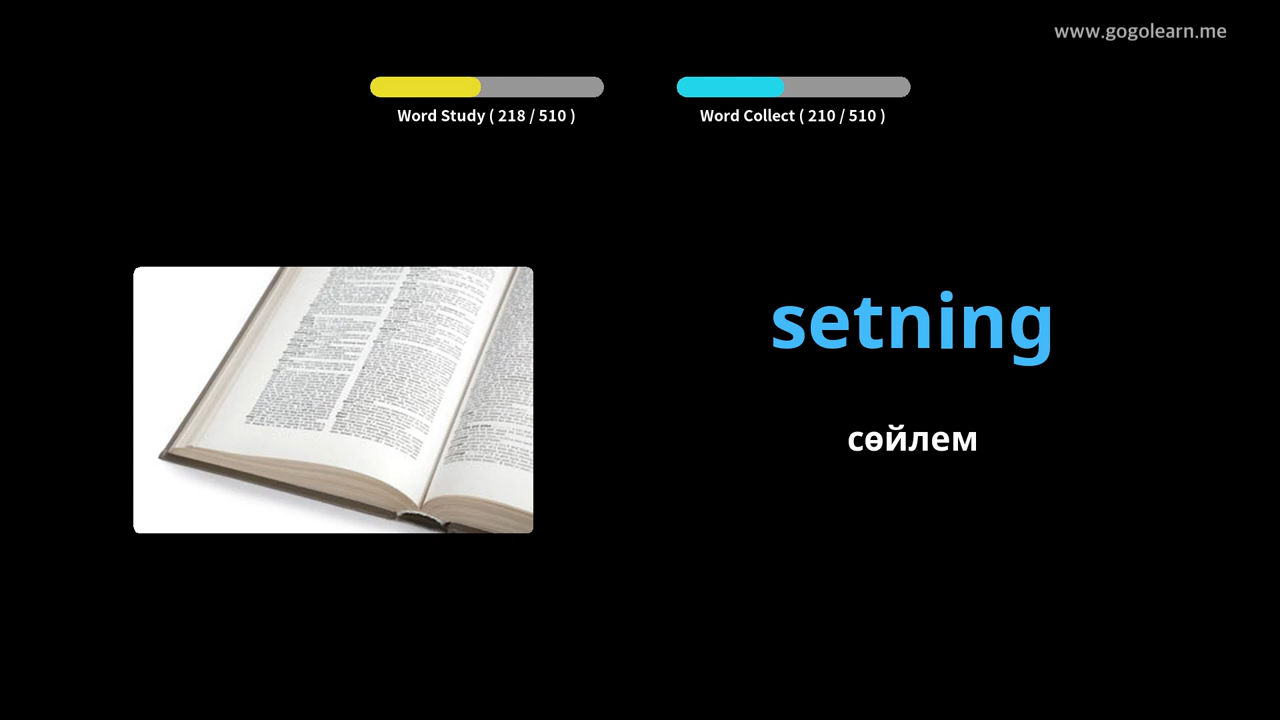 www.gogolearn.me
Word Study ( 218 / 510 )
Word Collect ( 210 / 510 )
setning
сөйлем